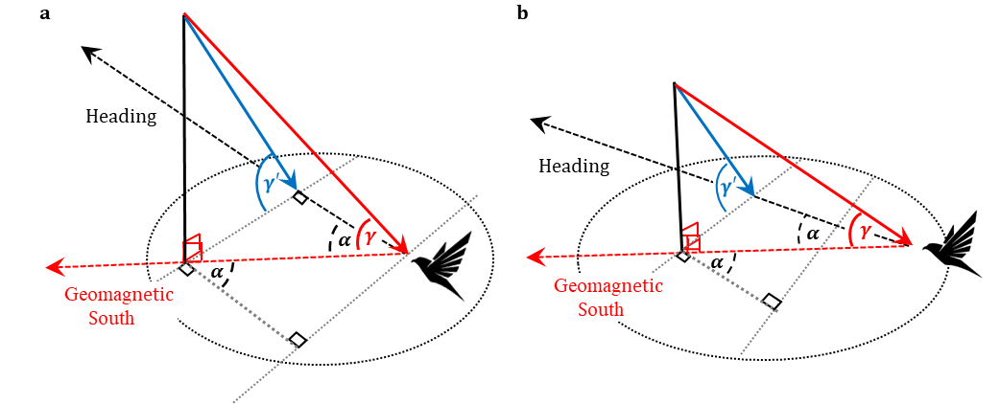 a
Heading
γ′
α
γ
α
Geomagnetic
South
b
Heading
γ′
α
γ
α
Geomagnetic
South